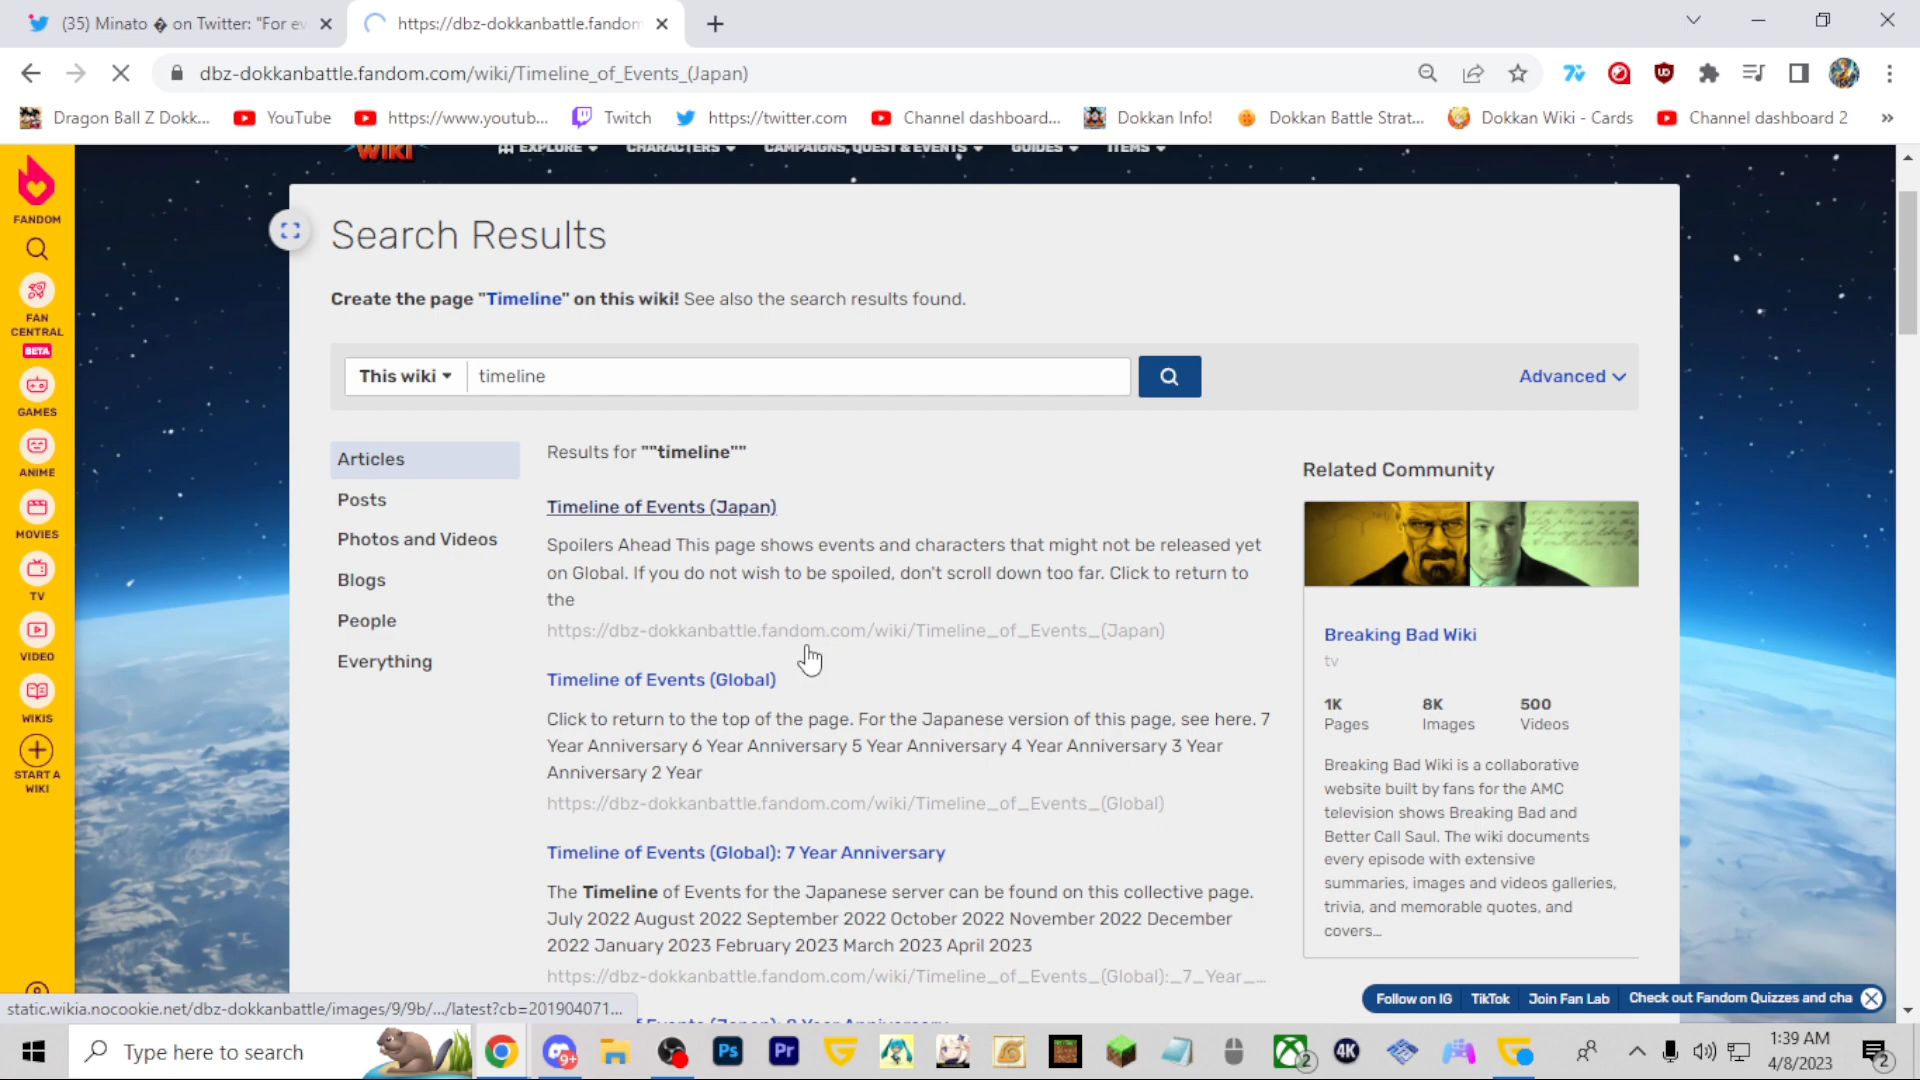 (35) Minato � on Twitter: "For ev
https://dbz-dokkanbattle.fandom
dbz-dokkanbattle.fandom.com/wiki/Timeline_of_Events_(Japan)
Dragon Ball Z Dokk...
YouTube
https://www.youtub...
Twitch
https://twitter.com
Channel dashboard...
Dokkan Info!
Dokkan Battle Strat...
Dokkan Wiki - Cards
Channel dashboard 2
»
WIKI
EXPLORE
CHARACTERS
CAMPAIGNS, QUEST & EVENTS
GUIDES
ITEMS
FANDOM
FAN
CENTRAL
BETA
GAMES
ANIME
MOVIES
TV
VIDEO
WIKIS
START A
WIKI
Search Results
Create the page "Timeline" on this wiki! See also the search results found.
This wiki
timeline
Advanced
Articles
Posts
Photos and Videos
Blogs
People
Everything
Results for ""timeline""
Timeline of Events (Japan)
Spoilers Ahead This page shows events and characters that might not be released yet
on Global. If you do not wish to be spoiled, don't scroll down too far. Click to return to
the
https://dbz-dokkanbattle.fandom.com/wiki/Timeline_of_Events_(Japan)
Timeline of Events (Global)
Click to return to the top of the page. For the Japanese version of this page, see here. 7
Year Anniversary 6 Year Anniversary 5 Year Anniversary 4 Year Anniversary 3 Year
Anniversary 2 Year
https://dbz-dokkanbattle.fandom.com/wiki/Timeline_of_Events_(Global)
Timeline of Events (Global): 7 Year Anniversary
The Timeline of Events for the Japanese server can be found on this collective page.
July 2022 August 2022 September 2022 October 2022 November 2022 December
2022 January 2023 February 2023 March 2023 April 2023
https://dbz-dokkanbattle.fandom.com/wiki/Timeline_of_Events_(Global):_7_Year_...
Related Community
Breaking Bad Wiki
tv
1K
Pages
8K
Images
500
Videos
Breaking Bad Wiki is a collaborative
website built by fans for the AMC
television shows Breaking Bad and
Better Call Saul. The wiki documents
every episode with extensive
summaries, images and videos galleries,
trivia, and memorable quotes, and
covers...
Follow on IG
TikTok
Join Fan Lab
Check out Fandom Quizzes and cha
static.wikia.nocookie.net/dbz-dokkanbattle/images/9/9b/.../latest?cb=201904071...
Type here to search
9+
Ps
Pr
2
4K
1:39 AM
4/8/2023
2